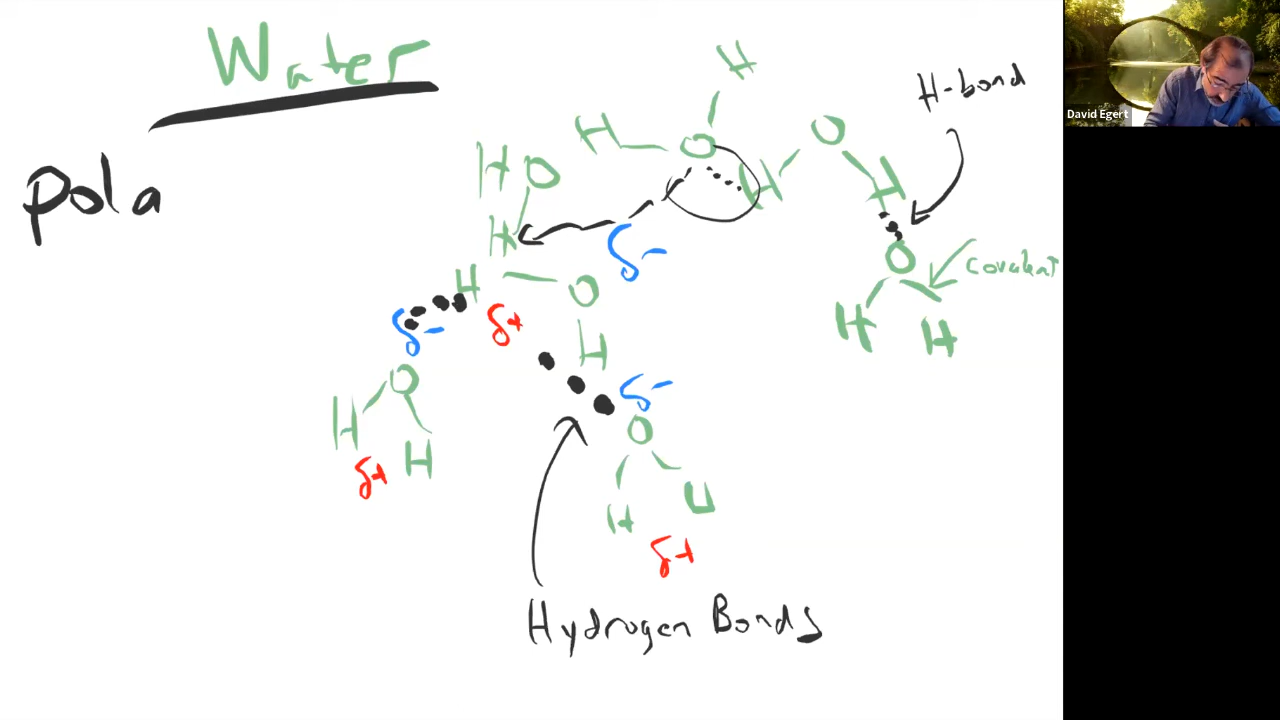 Water
H
H-bond
David Egert
pola
H O
H O
H O
H
H
δ-
O
covalent
H
O
δ+
H H
δ-
H
δ-
O
O
H
H
δ+
H
H
δ+
Hydrogen Bonds